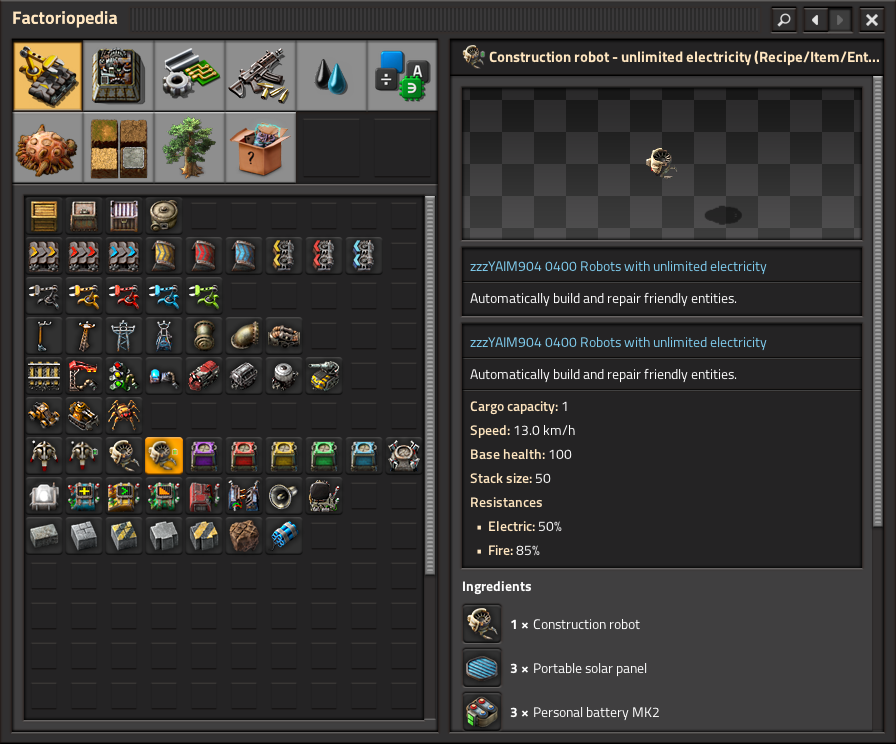 Factoriopedia
Construction robot - unlimited electricity (Recipe/Item/Ent...
zzzYAIM904 0400 Robots with unlimited electricity
Automatically build and repair friendly entities.
zzzYAIM904 0400 Robots with unlimited electricity
Automatically build and repair friendly entities.
Cargo capacity: 1
Speed: 13.0 km/h
Base health: 100
Stack size: 50
Resistances
• Electric: 50%
• Fire: 85%
Ingredients
1 × Construction robot
3 × Portable solar panel
3 × Personal battery MK2